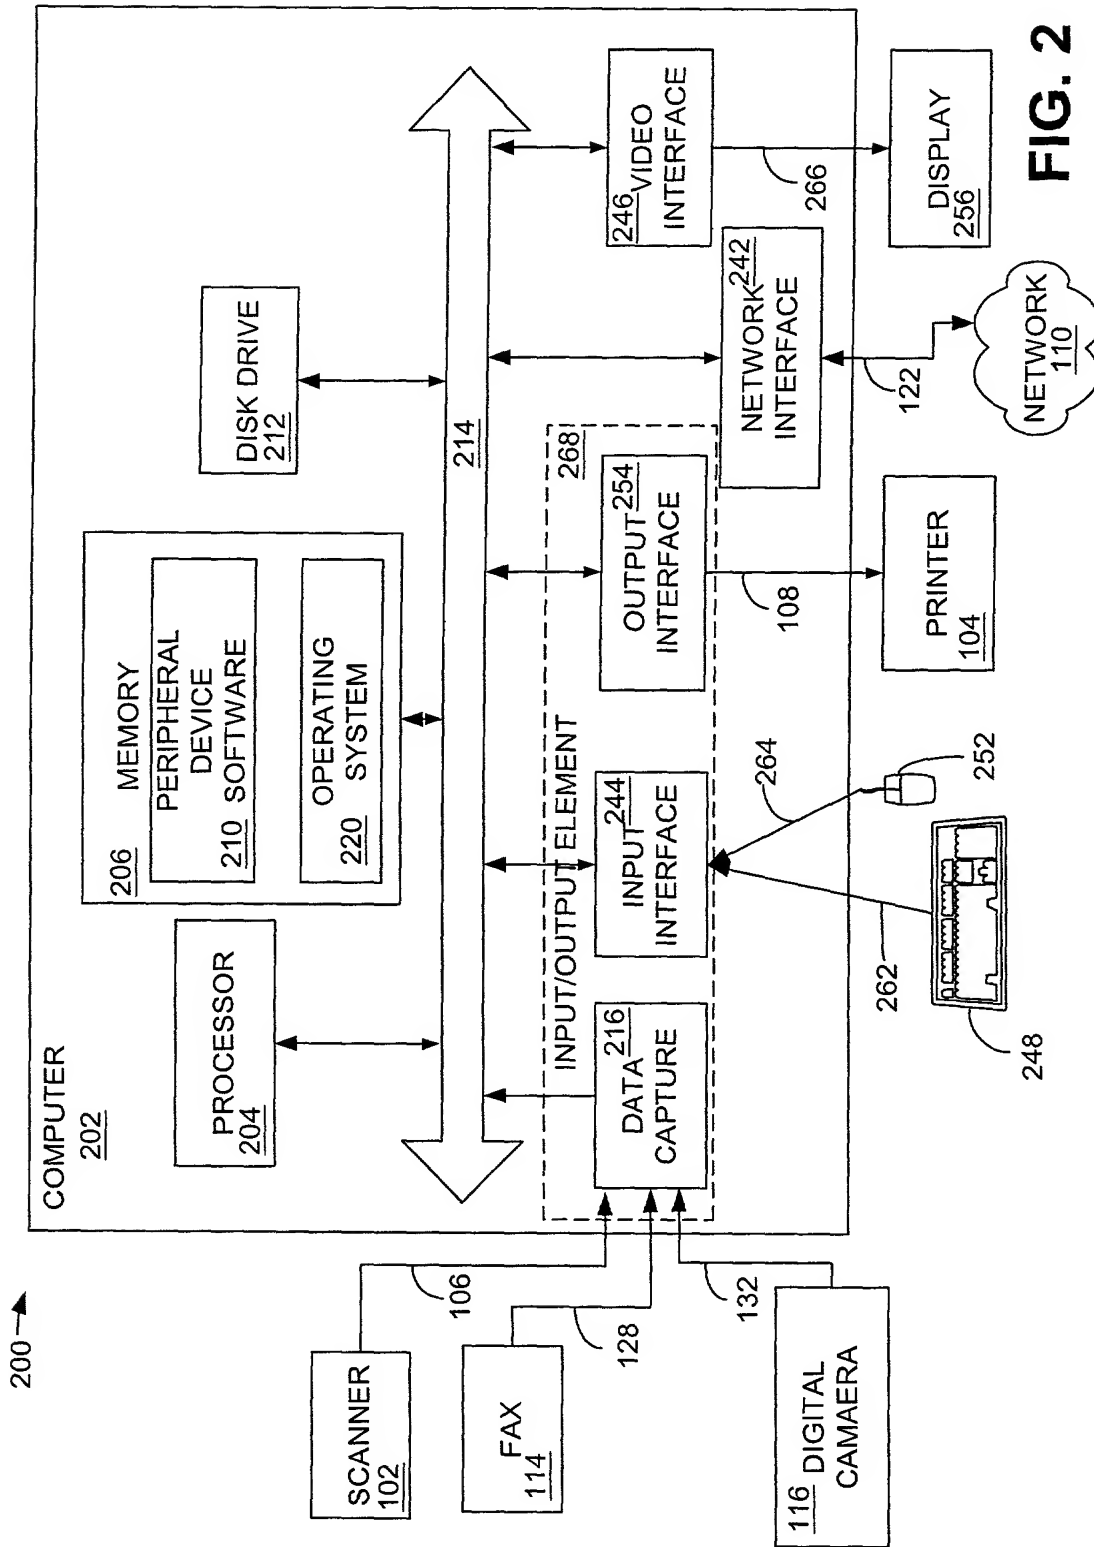 200
COMPUTER
202
PROCESSOR
204
206
MEMORY
PERIPHERAL
DEVICE
210 SOFTWARE
OPERATING
220 SYSTEM
DISK DRIVE
212
214
INPUT/OUTPUT ELEMENT
268
DATA 216
CAPTURE
INPUT 244
INTERFACE
OUTPUT 254
INTERFACE
NETWORK 242
INTERFACE
246 VIDEO
INTERFACE
SCANNER
102
106
FAX
114
128
116 DIGITAL
CAMAERA
132
262
264
248
252
108
PRINTER
104
122
NETWORK
110
266
DISPLAY
256
FIG. 2